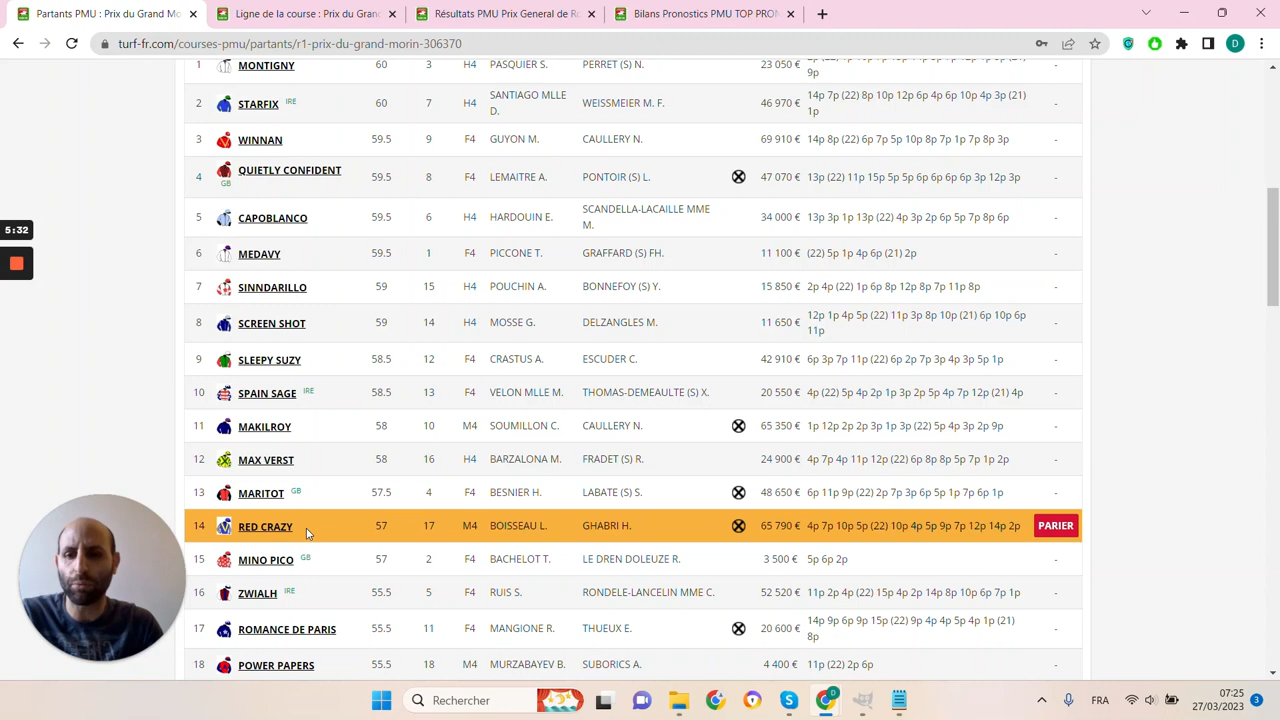 Partants PMU : Prix du Grand Mo
Ligne de la course : Prix du Gran
Résultats PMU Prix General de Ro
Bilans Pronostics PMU TOP PRON
turf-fr.com/courses-pmu/partants/r1-prix-du-grand-morin-306370
D
1 MONTIGNY 60 3 H4 PASQUIER S. PERRET (S) N. 23 050 €
9p
2 STARFIX IRE 60 7 H4 SANTIAGO MLLE D. WEISSMEIER M. F. 46 970 € 14p 7p (22) 8p 10p 12p 6p 4p 6p 10p 4p 3p (21) 1p
3 WINNAN 59.5 9 F4 GUYON M. CAULLERY N. 69 910 € 14p 8p (22) 6p 7p 5p 10p 8p 7p 1p 7p 8p 3p
4 QUIETLY CONFIDENT GB 59.5 8 F4 LEMAITRE A. PONTOIR (S) L. 47 070 € 13p (22) 11p 15p 5p 5p 6p 6p 6p 6p 3p 12p 3p -
5 CAPOBLANCO 59.5 6 H4 HARDOUIN E. SCANDELLA-LACAILLE MME M. 34 000 € 13p 3p 1p 13p (22) 4p 3p 2p 6p 5p 7p 8p 6p -
6 MEDAVY 59.5 1 F4 PICCONE T. GRAFFARD (S) FH. 11 100 € (22) 5p 1p 4p 6p (21) 2p -
7 SINNDARILLO 59 15 H4 POUCHIN A. BONNEFOY (S) Y. 15 850 € 2p 4p (22) 1p 6p 8p 12p 8p 7p 11p 8p -
8 SCREEN SHOT 59 14 H4 MOSSE G. DELZANGLES M. 11 650 € 12p 1p 4p 5p (22) 11p 3p 8p 10p (21) 6p 10p 6p 11p -
9 SLEEPY SUZY 58.5 12 F4 CRASTUS A. ESCUDER C. 42 910 € 6p 3p 7p 11p (22) 6p 2p 7p 3p 4p 3p 5p 1p -
10 SPAIN SAGE IRE 58.5 13 F4 VELON MLLE M. THOMAS-DEMEAULTE (S) X. 20 550 € 4p (22) 5p 4p 2p 1p 3p 2p 5p 4p 7p 12p (21) 4p -
11 MAKILROY 58 10 M4 SOUMILLON C. CAULLERY N. 65 350 € 1p 12p 2p 2p 3p 1p 3p (22) 5p 4p 3p 2p 9p -
12 MAX VERST 58 16 H4 BARZALONA M. FRADET (S) R. 24 900 € 4p 7p 4p 11p 12p (22) 6p 8p 8p 5p 7p 1p 2p -
13 MARITOT GB 57.5 4 F4 BESNIER H. LABATE (S) S. 48 650 € 6p 11p 9p (22) 2p 7p 3p 6p 5p 1p 7p 6p 1p -
14 RED CRAZY 57 17 M4 BOISSEAU L. GHABRI H. 65 790 € 4p 7p 10p 5p (22) 10p 4p 5p 9p 7p 12p 14p 2p PARIER
15 MINO PICO GB 57 2 F4 BACHELOT T. LE DREN DOLEUZE R. 3 500 € 5p 6p 2p -
16 ZWIALH IRE 55.5 5 F4 RUIS S. RONDELE-LANCELIN MME C. 52 520 € 11p 2p 4p (22) 15p 4p 2p 14p 8p 10p 6p 7p 1p -
17 ROMANCE DE PARIS 55.5 11 F4 MANGIONE R. THUEUX E. 20 600 € 14p 9p 6p 9p 15p (22) 9p 4p 4p 5p 4p 1p (21) 8p -
18 POWER PAPERS 55.5 18 M4 MURZABAYEV B. SUBORICS A. 4 400 € 11p (22) 2p 6p -
5:32
Rechercher
FRA
07:25
27/03/2023
3